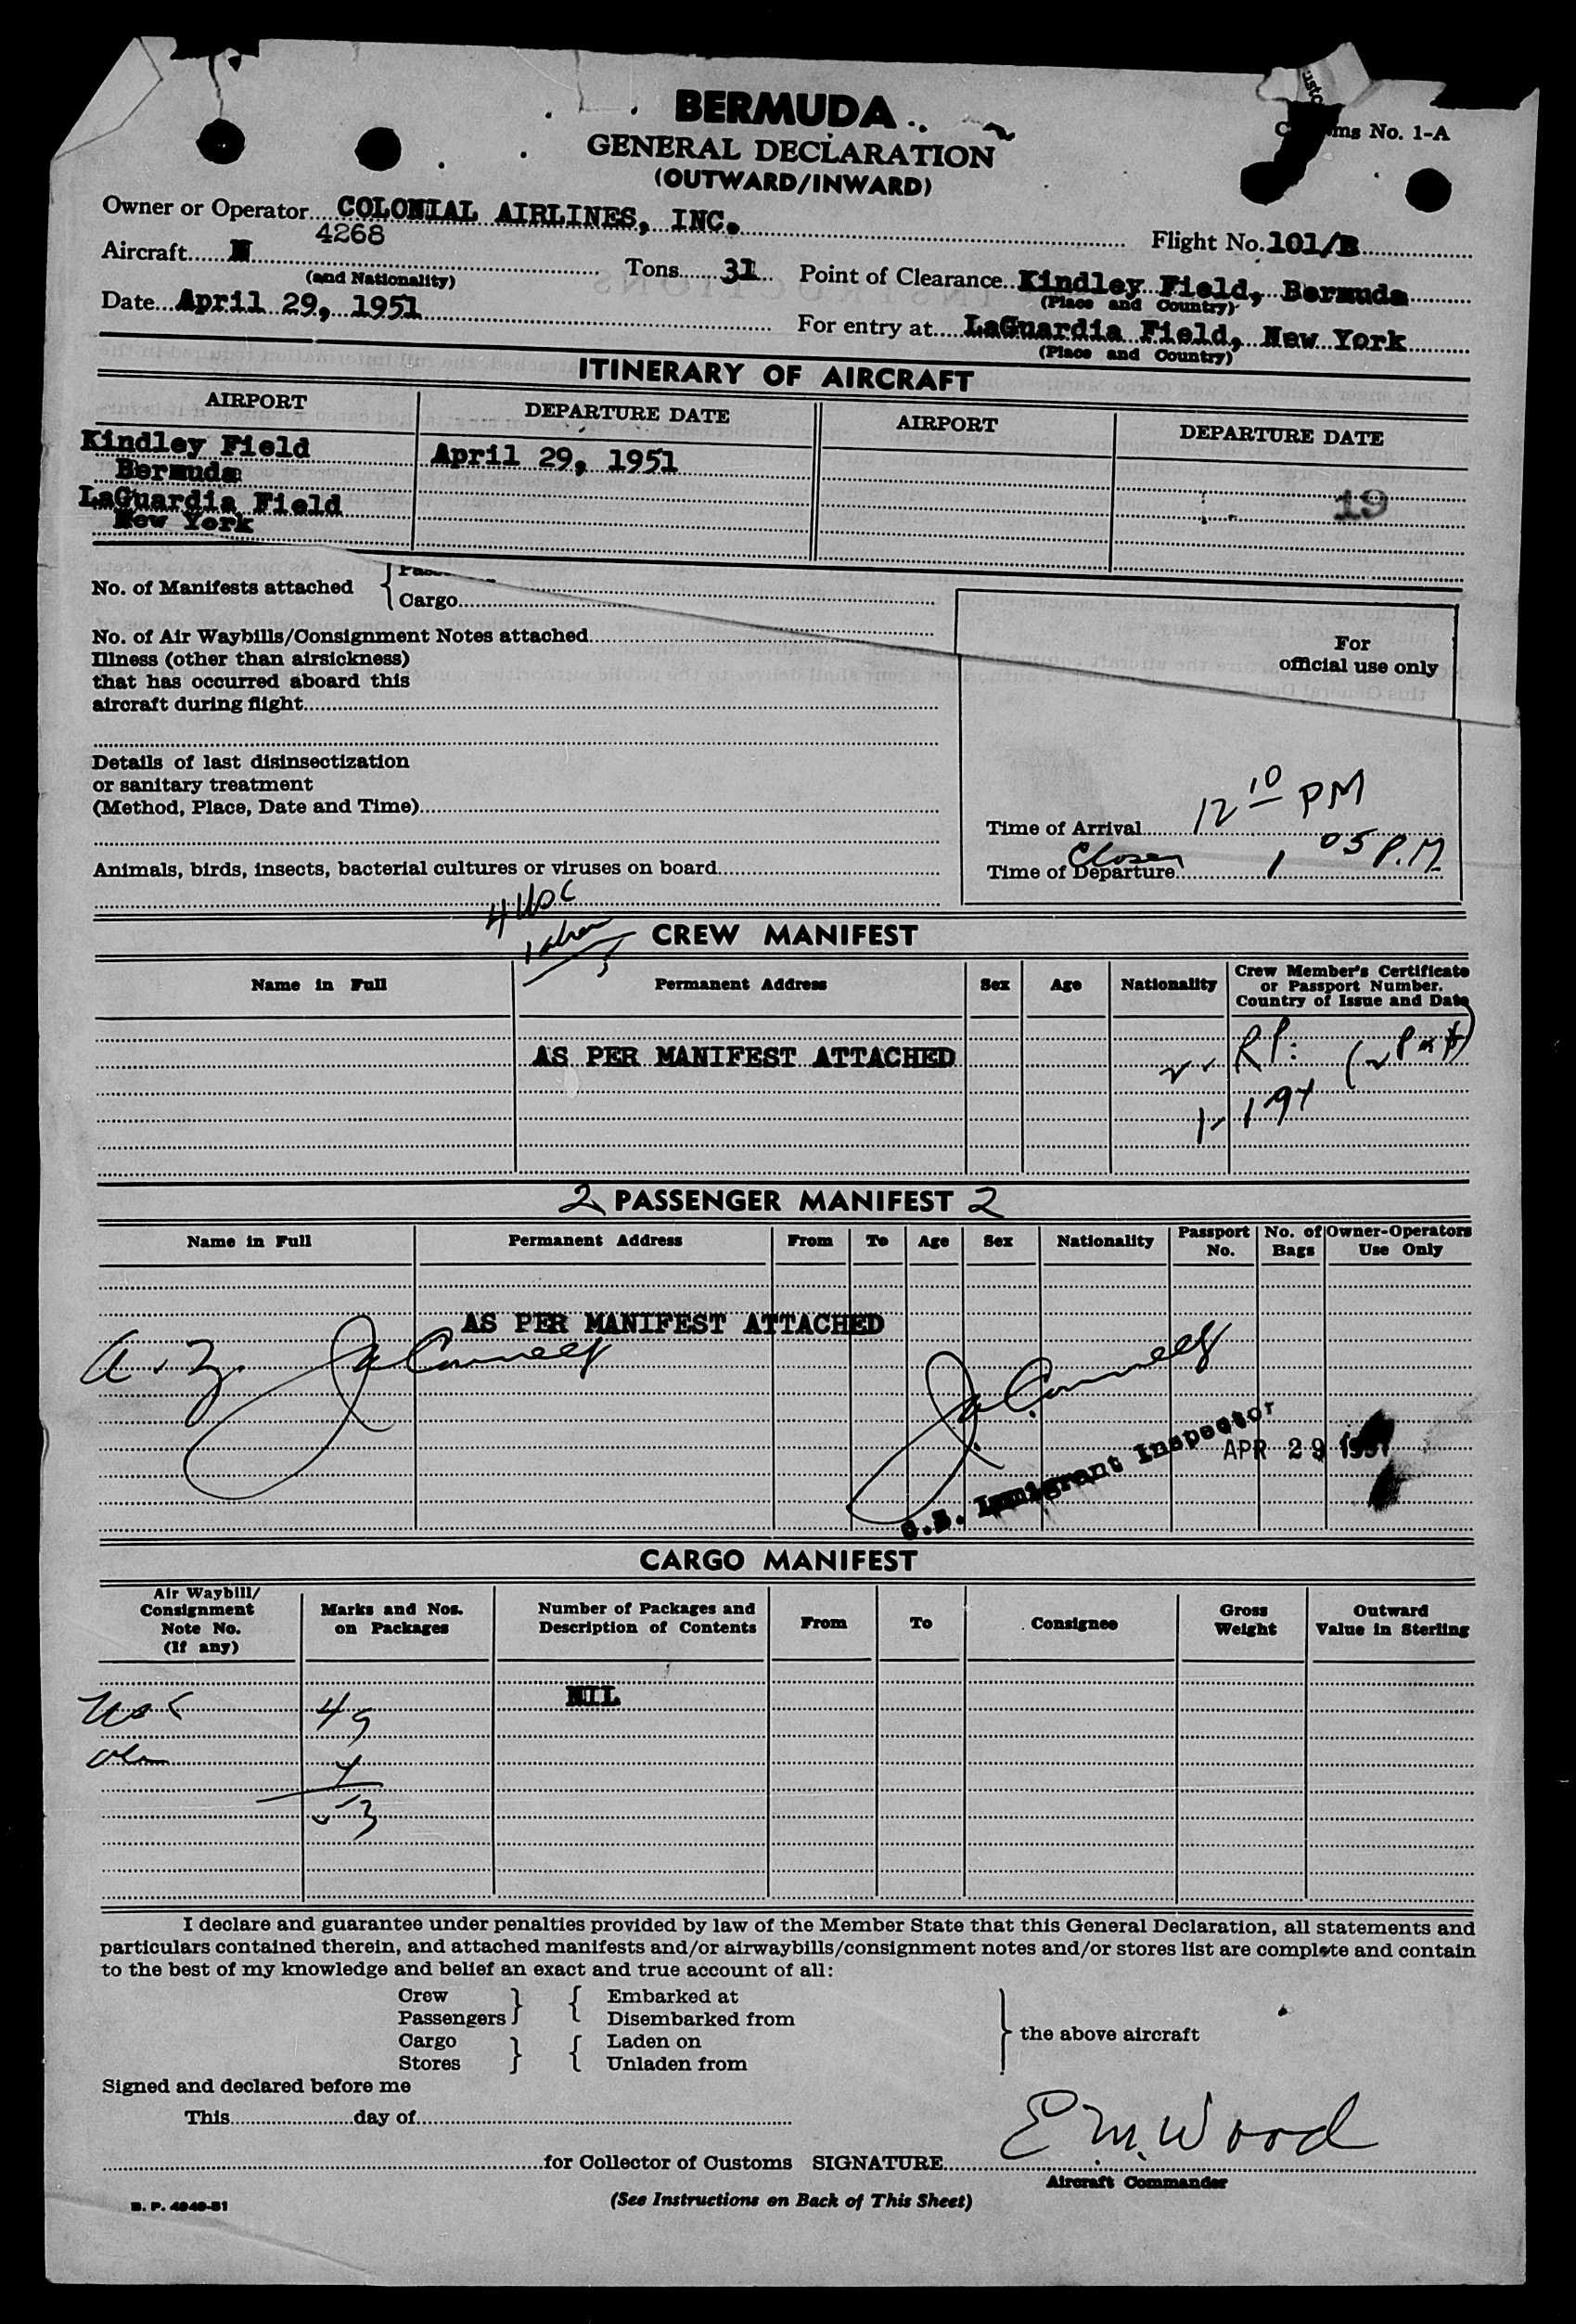 BERMUDA
GENERAL DECLARATION
(OUTWARD/INWARD)
ms No. 1-A
Owner or Operator COLONIAL AIRLINES, INC.
Flight No. 101/B
Aircraft N 4268
(and Nationality)
Tons 31
Point of Clearance Kindley Field, Bermuda
(Place and Country)
Date April 29, 1951
For entry at LaGuardia Field, New York
(Place and Country)
ITINERARY OF AIRCRAFT
AIRPORT DEPARTURE DATE AIRPORT DEPARTURE DATE
Kindley Field April 29, 1951
Bermuda
LaGuardia Field 19
New York
No. of Manifests attached
Cargo
No. of Air Waybills/Consignment Notes attached
Illness (other than airsickness)
that has occurred aboard this
aircraft during flight
For
official use only
Details of last disinsectization
or sanitary treatment
(Method, Place, Date and Time)
Time of Arrival 12 10 PM
Animals, birds, insects, bacterial cultures or viruses on board
Time of Departure 1 05 P.M
4 USC
CREW MANIFEST
Name in Full Permanent Address Sex Age Nationality Crew Member's Certificate
or Passport Number.
Country of Issue and Date
AS PER MANIFEST ATTACHED
2 PASSENGER MANIFEST 2
Name in Full Permanent Address From To Age Sex Nationality Passport No. No. of Bags Owner-Operators Use Only
AS PER MANIFEST ATTACHED
U.S. Immigrant Inspector
APR 29 1951
CARGO MANIFEST
Air Waybill/
Consignment
Note No.
(If any)
Marks and Nos.
on Packages
Number of Packages and
Description of Contents
From
To
Consignee
Gross
Weight
Outward
Value in Sterling
NIL
USC 49
4
53
I declare and guarantee under penalties provided by law of the Member State that this General Declaration, all statements and
particulars contained therein, and attached manifests and/or airwaybills/consignment notes and/or stores list are complete and contain
to the best of my knowledge and belief an exact and true account of all:
Crew Embarked at
Passengers Disembarked from
Cargo Laden on
Stores Unladen from
the above aircraft
Signed and declared before me
This day of
E M. Wood
for Collector of Customs SIGNATURE
Aircraft Commander
B. P. 4949-51
(See Instructions on Back of This Sheet)